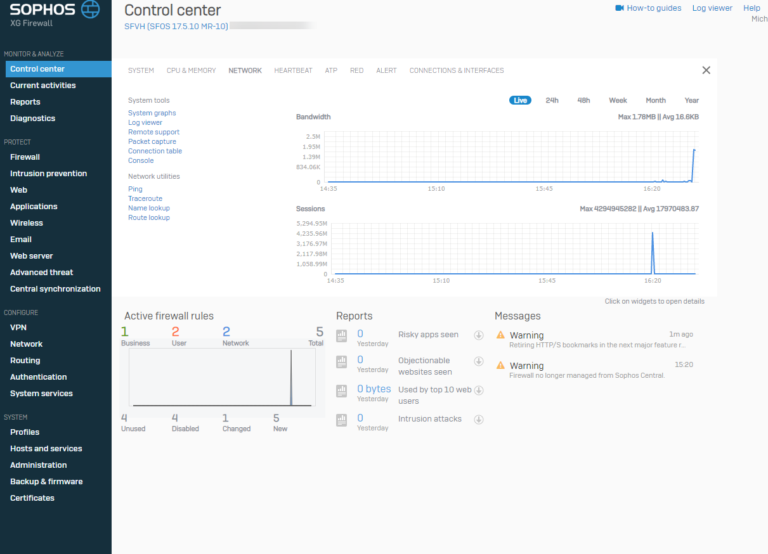 SOPHOS
XG Firewall
MONITOR & ANALYZE
Control center
Current activities
Reports
Diagnostics
PROTECT
Firewall
Intrusion prevention
Web
Applications
Wireless
Email
Web server
Advanced threat
Central synchronization
CONFIGURE
VPN
Network
Routing
Authentication
System services
SYSTEM
Profiles
Hosts and services
Administration
Backup & firmware
Certificates
Control center
SFVH (SFOS 17.5.10 MR-10)
How-to guides Log viewer Help
Mich
SYSTEM CPU & MEMORY NETWORK HEARTBEAT ATP RED ALERT CONNECTIONS & INTERFACES
System tools
System graphs
Log viewer
Remote support
Packet capture
Connection table
Console
Network utilities
Ping
Traceroute
Name lookup
Route lookup
Live 24h 48h Week Month Year
Bandwidth Max 1.78MB || Avg 16.6KB
2.3M
1.93M
1.29M
834.06K
0
14:35 15:10 15:45 16:20
Sessions Max 4294945282 || Avg 17970483.87
5,294.93M
4,235.96M
3,176.97M
2,117.98M
1,058.99M
0
14:35 15:10 15:45 16:20
Click on widgets to open details
Active firewall rules
1 2 2 5
Business User Network Total
4 4 1 5
Unused Disabled Changed New
Reports
0 Risky apps seen
Yesterday
0 Objectionable websites seen
Yesterday
0 bytes Used by top 10 web users
Yesterday
0 Intrusion attacks
Yesterday
Messages
Warning 1m ago
Retiring HTTP/S bookmarks in the next major feature r...
Warning 15:20
Firewall no longer managed from Sophos Central.